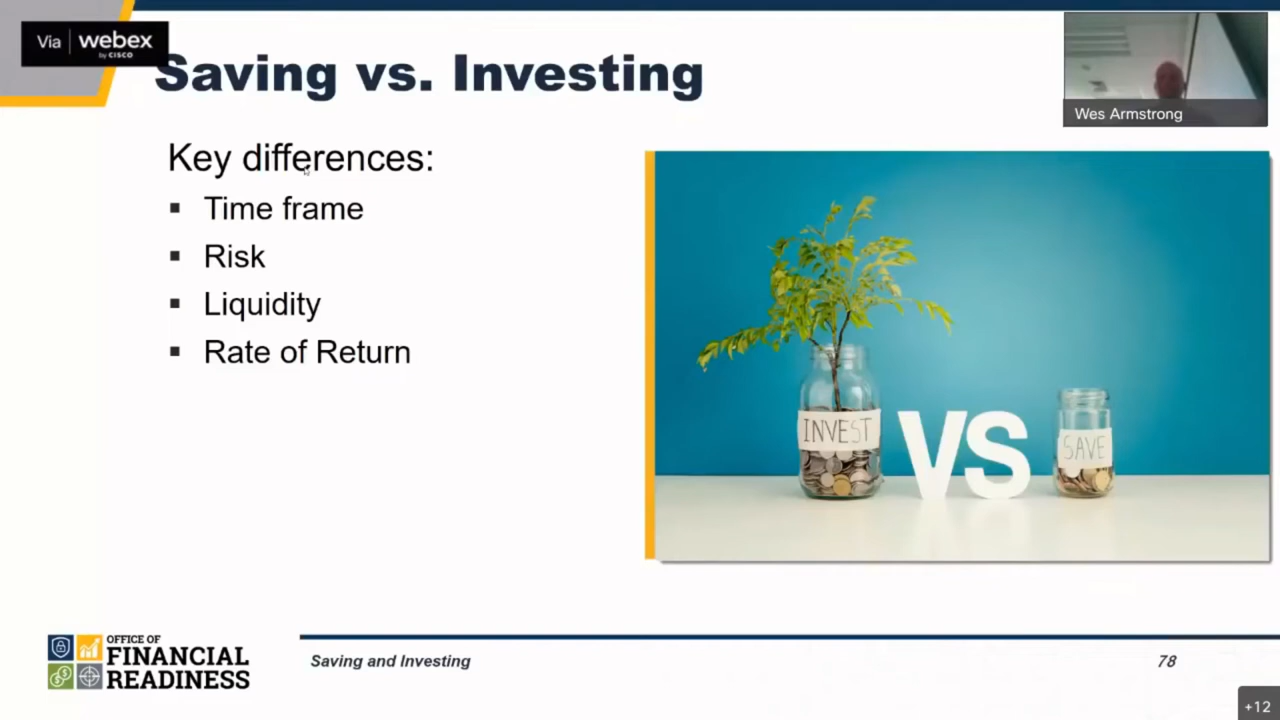 Via webex
by CISCO
Saving vs. Investing
Wes Armstrong
Key differences:
▪ Time frame
▪ Risk
▪ Liquidity
▪ Rate of Return
INVEST
VS
SAVE
OFFICE OF
FINANCIAL
READINESS
Saving and Investing
78
+12